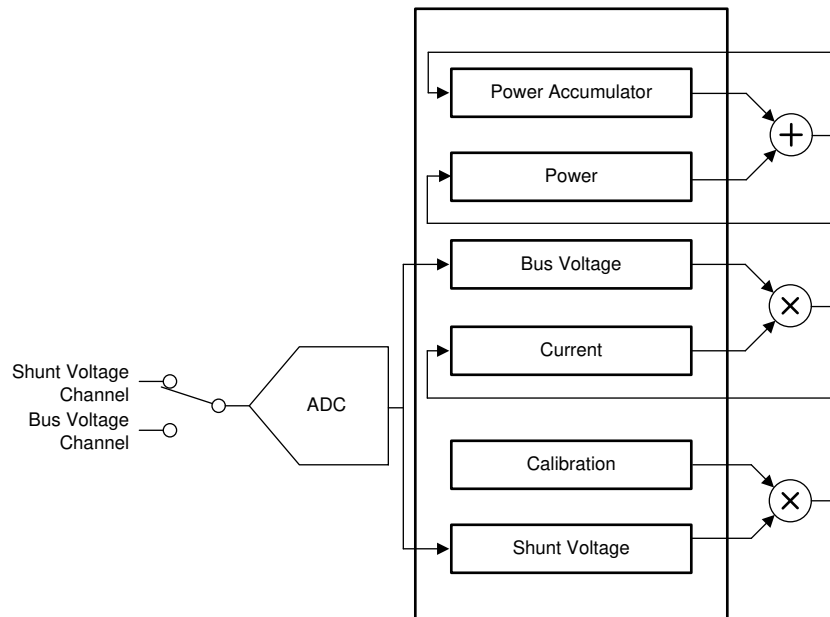 Power Accumulator
Power
Bus Voltage
Current
Shunt Voltage
Channel
Bus Voltage
Channel
ADC
Calibration
Shunt Voltage